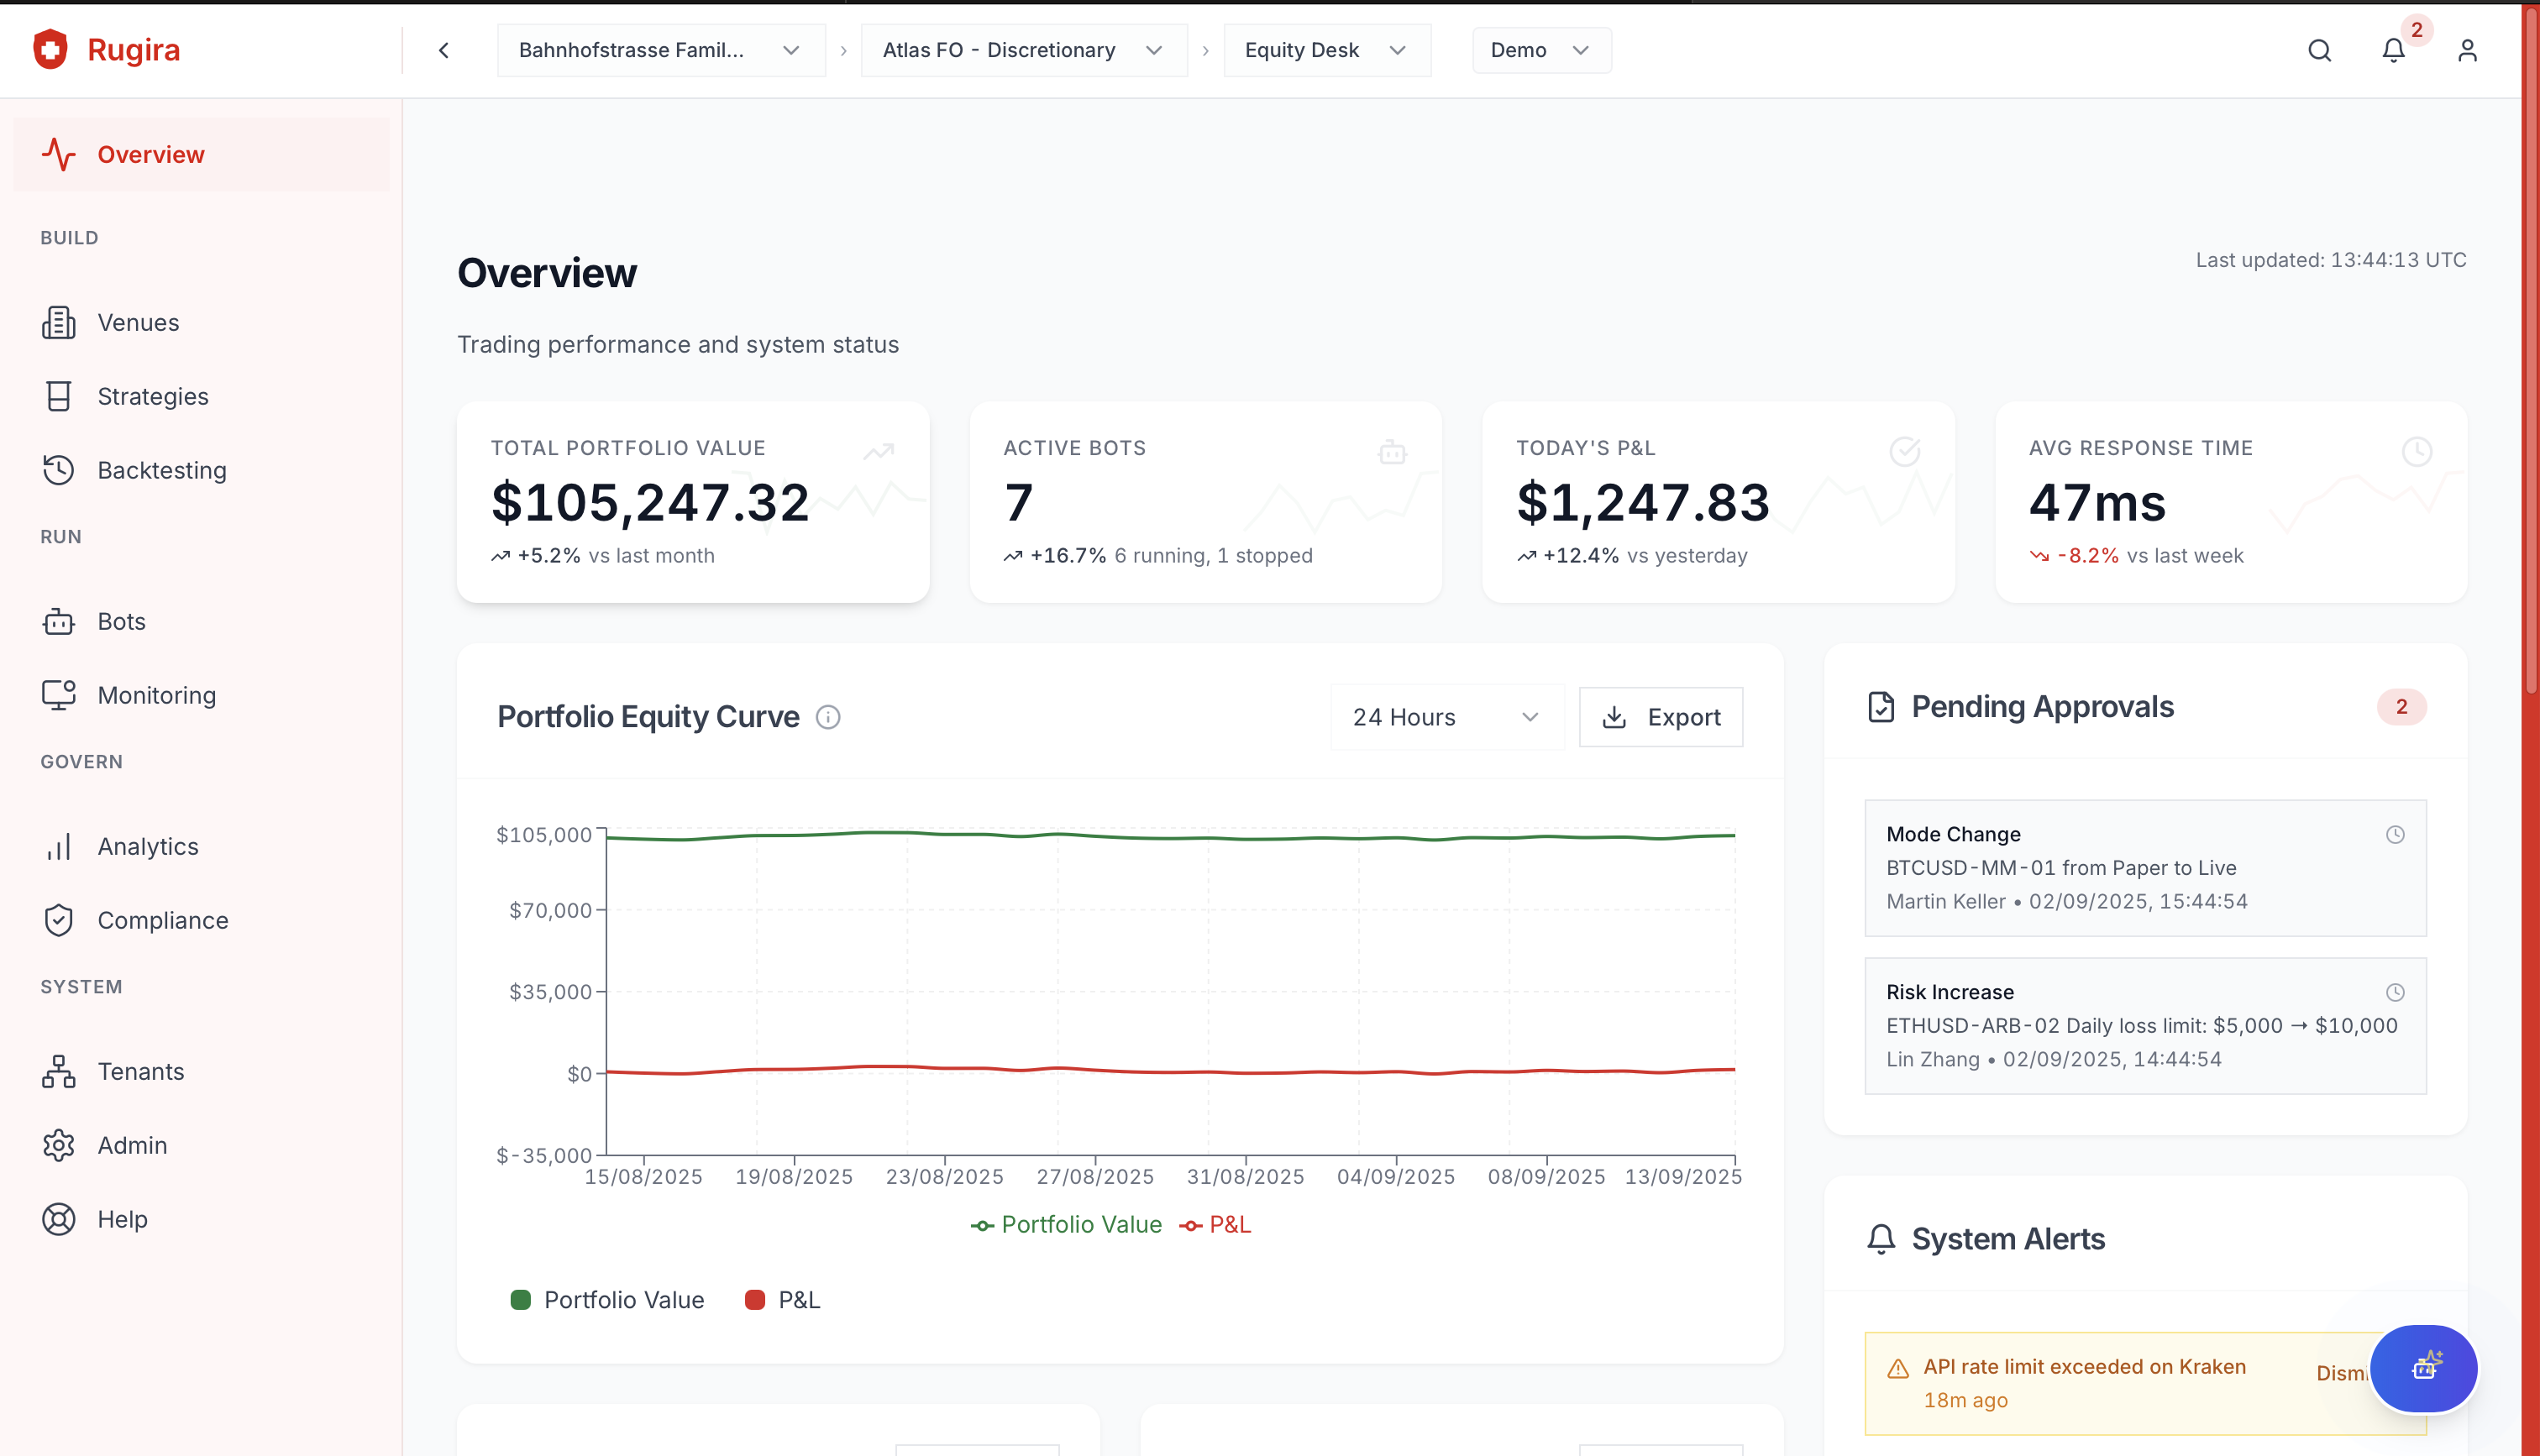 Rugira
Bahnhofstrasse Famil...
Atlas FO - Discretionary
Equity Desk
Demo
2
Overview
BUILD
Venues
Strategies
Backtesting
RUN
Bots
Monitoring
GOVERN
Analytics
Compliance
SYSTEM
Tenants
Admin
Help
Overview
Last updated: 13:44:13 UTC
Trading performance and system status
TOTAL PORTFOLIO VALUE
$105,247.32
+5.2% vs last month
ACTIVE BOTS
7
+16.7% 6 running, 1 stopped
TODAY'S P&L
$1,247.83
+12.4% vs yesterday
AVG RESPONSE TIME
47ms
-8.2% vs last week
Portfolio Equity Curve
24 Hours
Export
$105,000
$70,000
$35,000
$0
$-35,000
15/08/2025
19/08/2025
23/08/2025
27/08/2025
31/08/2025
04/09/2025
08/09/2025
13/09/2025
Portfolio Value
P&L
Portfolio Value
P&L
Pending Approvals
2
Mode Change
BTCUSD-MM-01 from Paper to Live
Martin Keller • 02/09/2025, 15:44:54
Risk Increase
ETHUSD-ARB-02 Daily loss limit: $5,000 → $10,000
Lin Zhang • 02/09/2025, 14:44:54
System Alerts
API rate limit exceeded on Kraken
18m ago